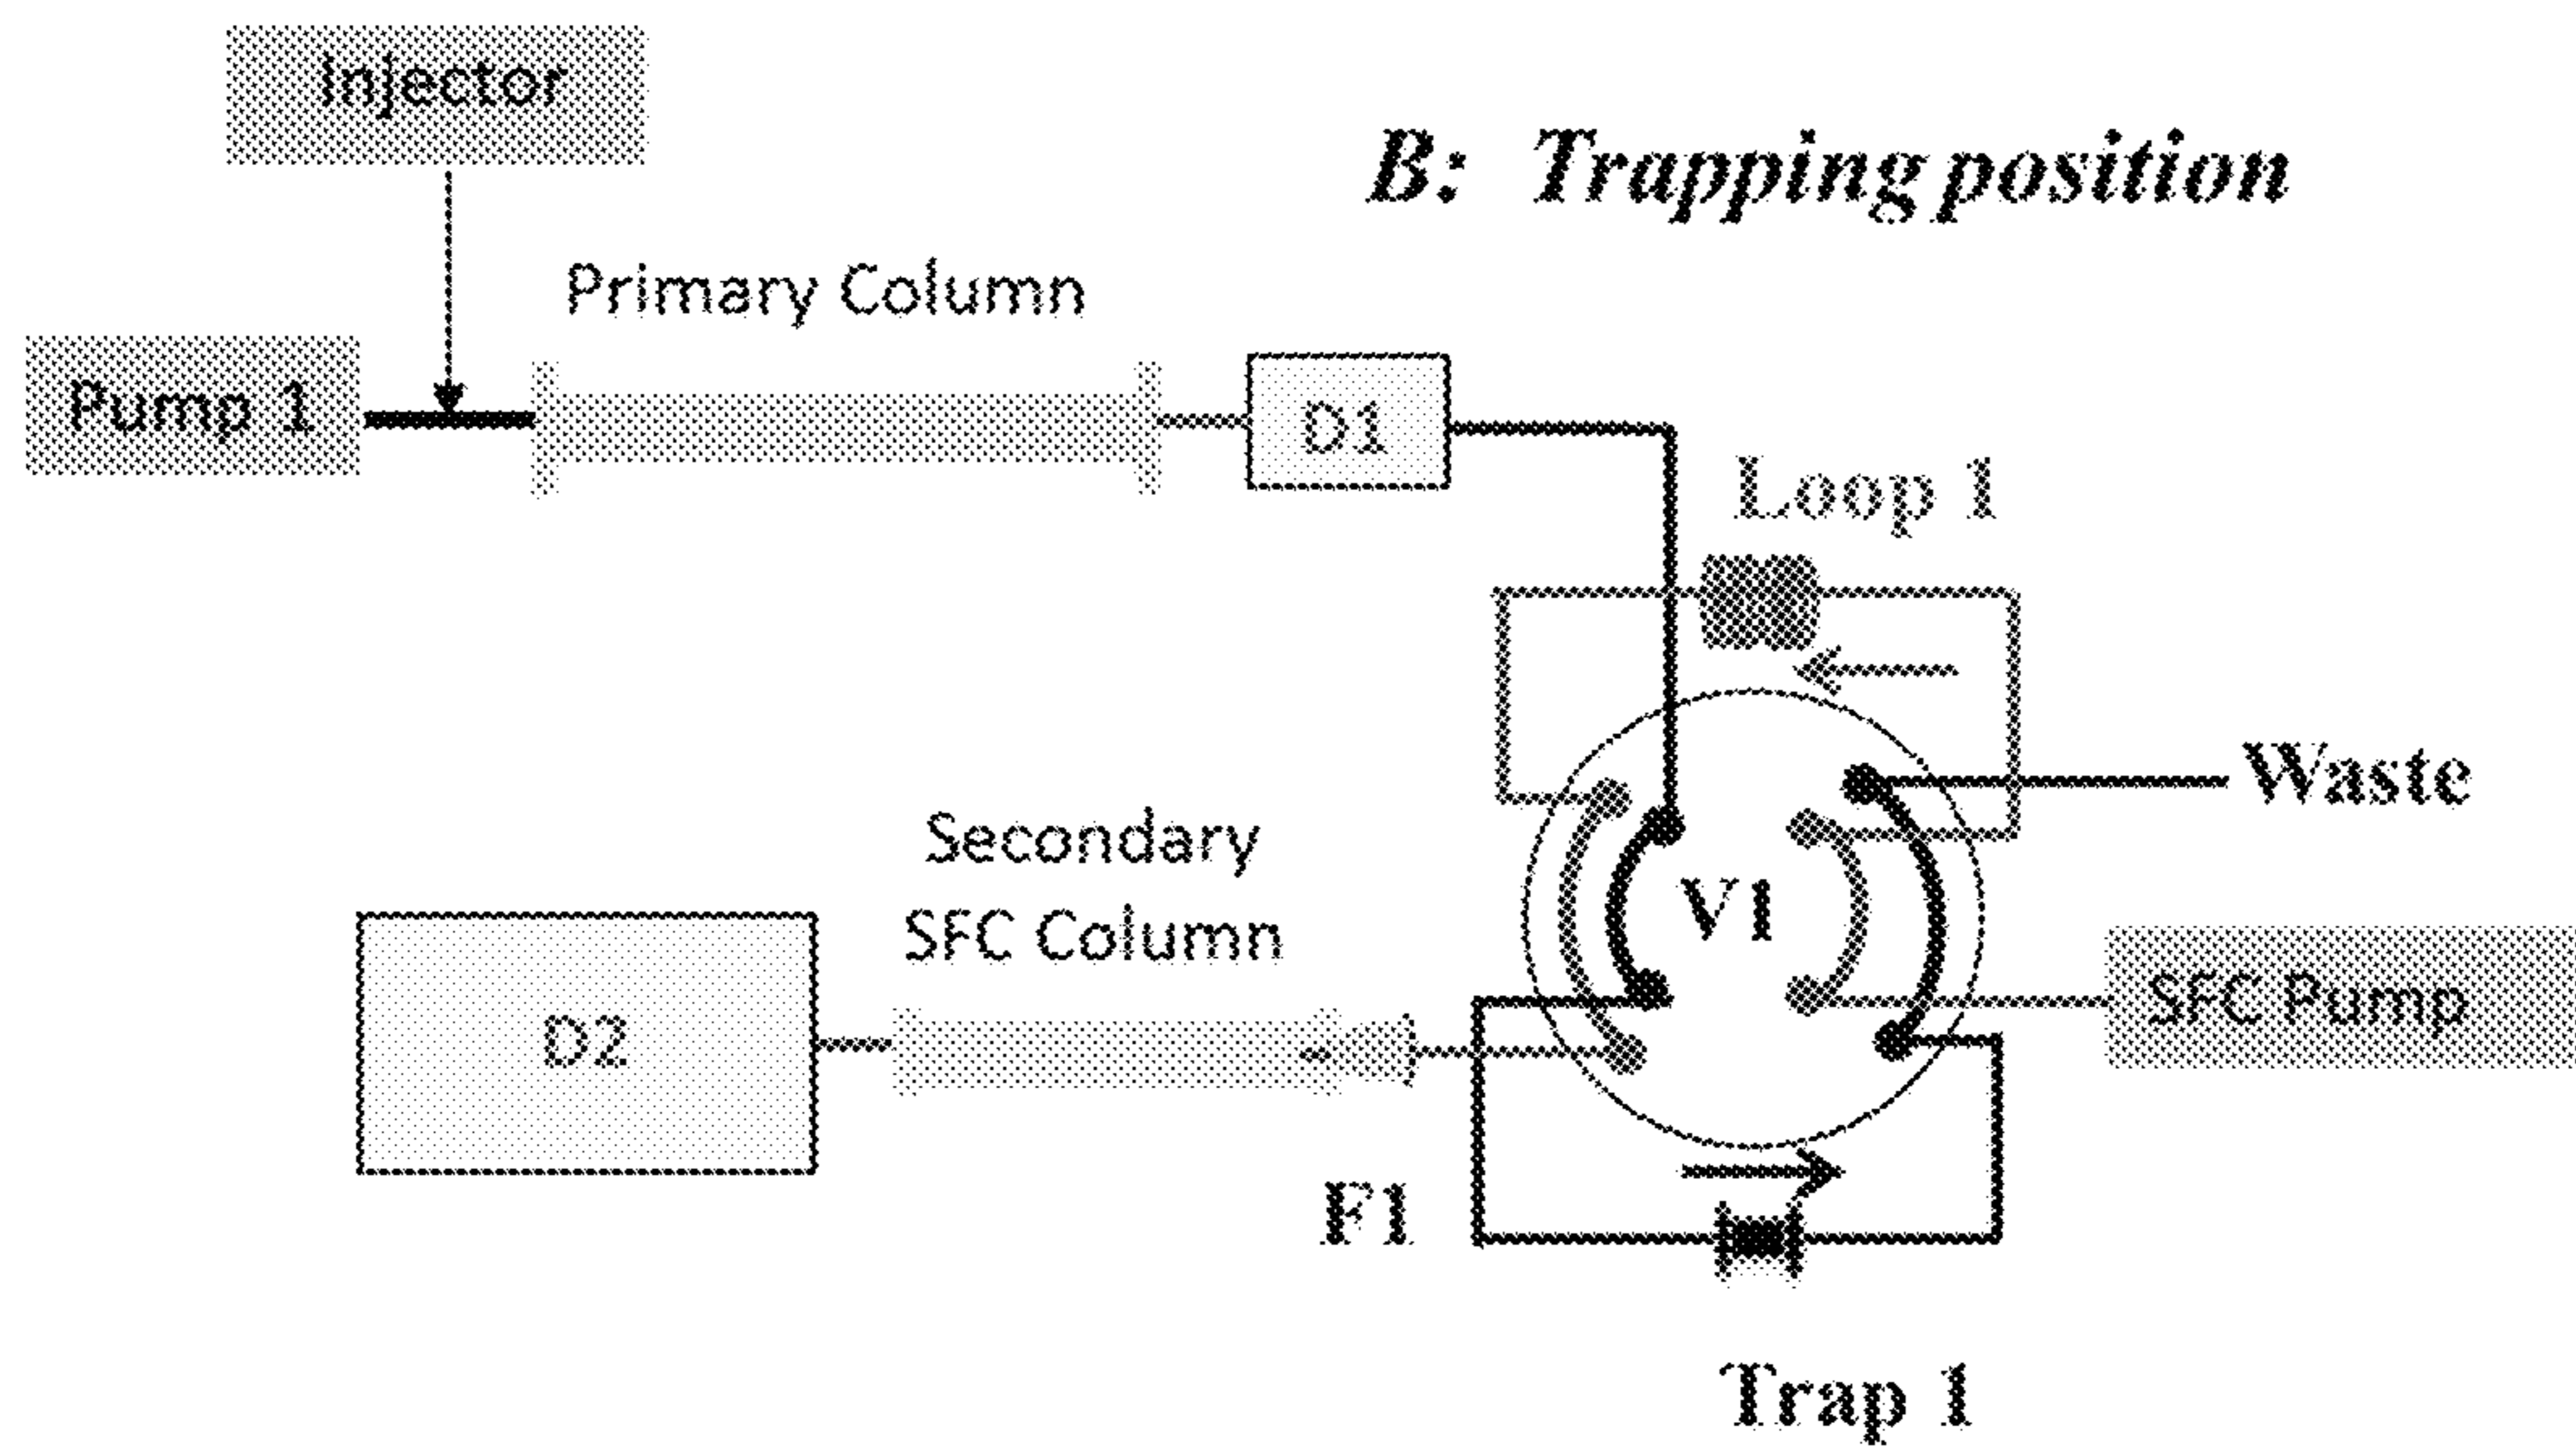 Injector
B: Trapping position
Primary Column
Pump 1
D1
Loop 1
Waste
Secondary
SFC Column
V1
SFC Pump
D2
F1
Trap 1